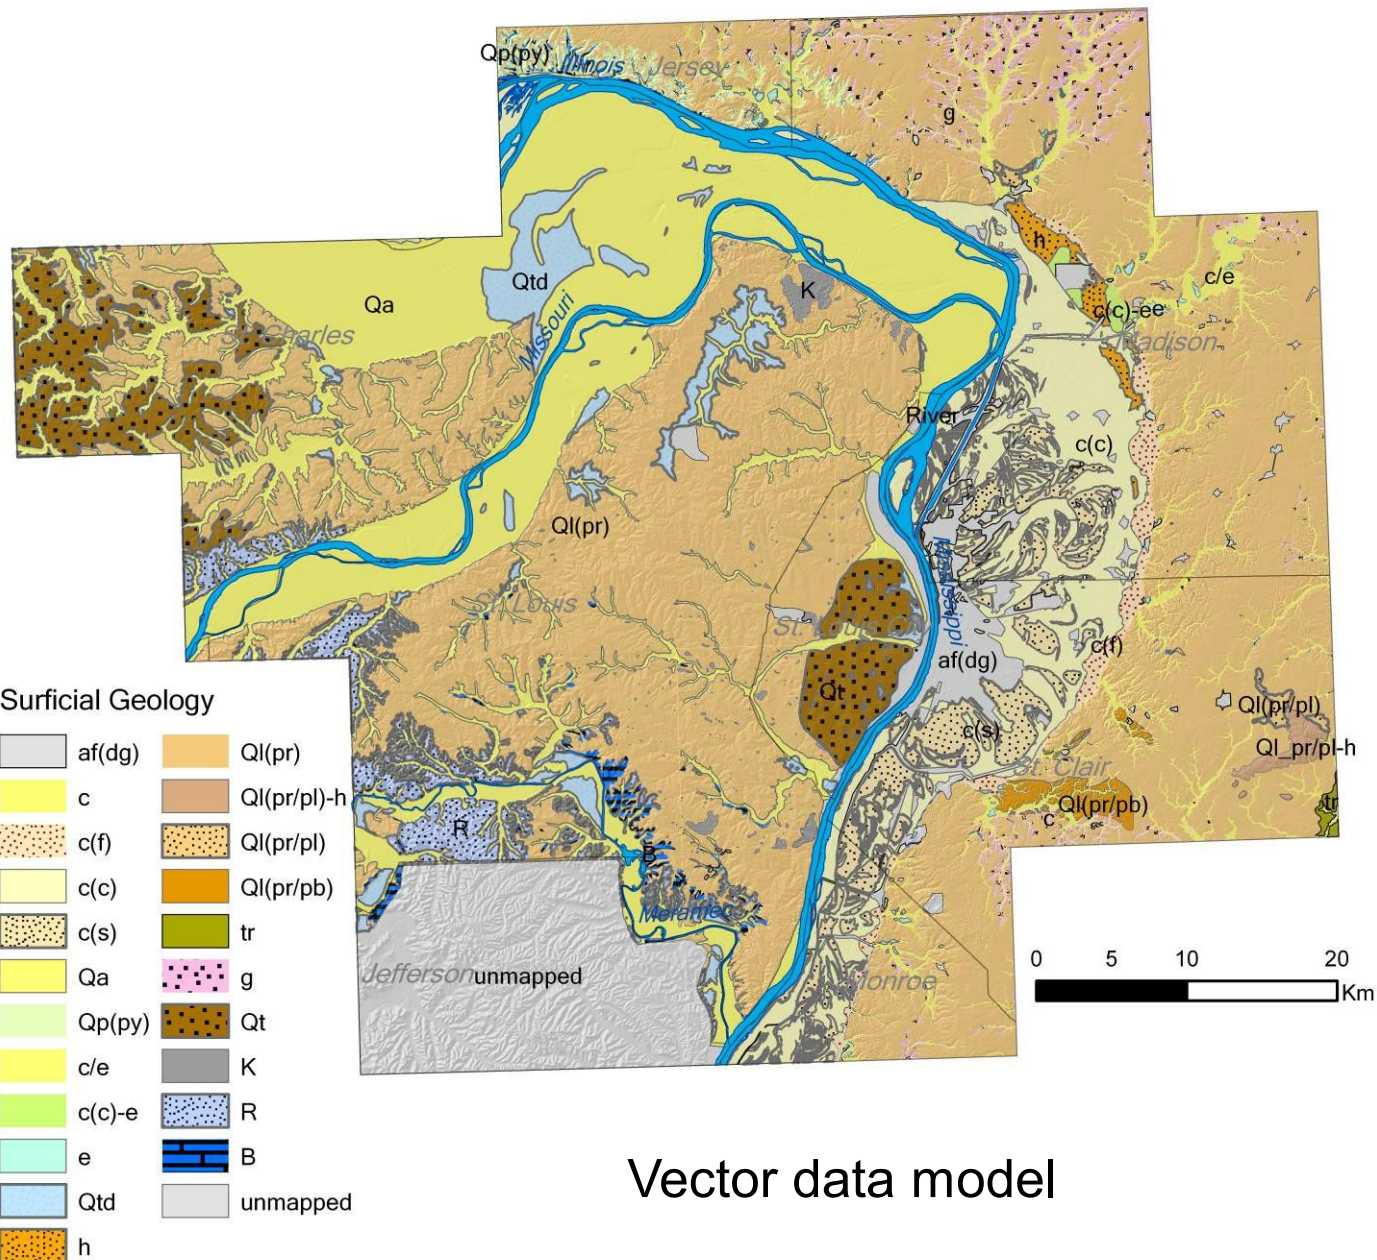 Qp(py)
Illinois
Jersey
g
h
c/e
Qtd
K
Qa
c(c)-ee
St. Charles
Missouri
Madison
River
c(c)
Ql(pr)
Mississippi
St. Louis
St. Louis
c(f)
af(dg)
Qt
Ql(pr/pl)
c(s)
Ql_pr/pl-h
St. Clair
Ql(pr/pb)
tr
c
R
B
Meramec
Jefferson
unmapped
Monroe
Surficial Geology
af(dg)
c
c(f)
c(c)
c(s)
Qa
Qp(py)
c/e
c(c)-e
e
Qtd
h
Ql(pr)
Ql(pr/pl)-h
Ql(pr/pl)
Ql(pr/pb)
tr
g
Qt
K
R
B
unmapped
0 5 10 20
Km
Vector data model